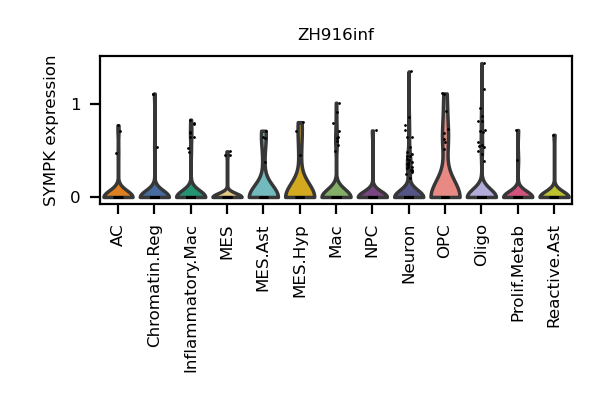 ZH916inf
SYMPK expression
1
0
AC
Chromatin.Reg
Inflammatory.Mac
MES
MES.Ast
MES.Hyp
Mac
NPC
Neuron
OPC
Oligo
Prolif.Metab
Reactive.Ast